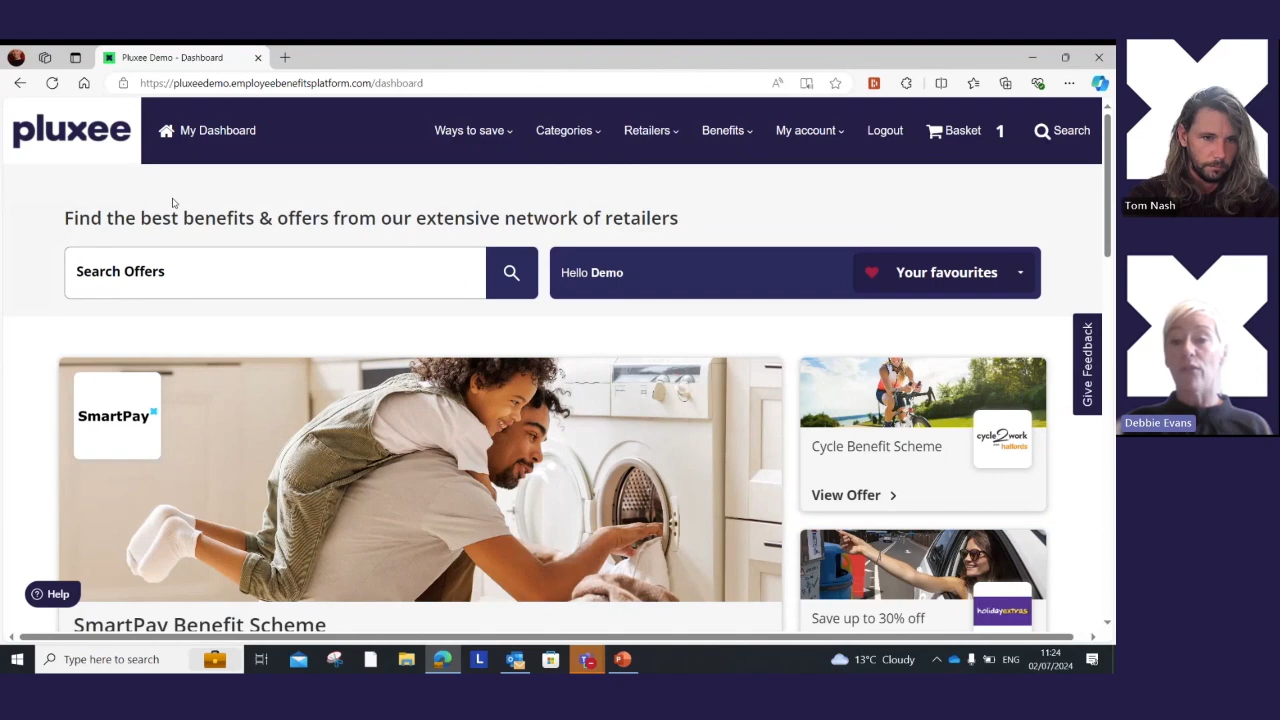 Pluxee Demo - Dashboard
https://pluxeedemo.employeebenefitsplatform.com/dashboard
pluxee
My Dashboard
Ways to save
Categories
Retailers
Benefits
My account
Logout
Basket 1
Search
Find the best benefits & offers from our extensive network of retailers
Search Offers
Hello Demo
Your favourites
Give Feedback
SmartPay
SmartPay Benefit Scheme
Cycle Benefit Scheme
cycle2work
halfords
View Offer
Save up to 30% off
holidayextras
Help
Type here to search
L
13°C Cloudy
ENG
11:24
02/07/2024
Tom Nash
Debbie Evans